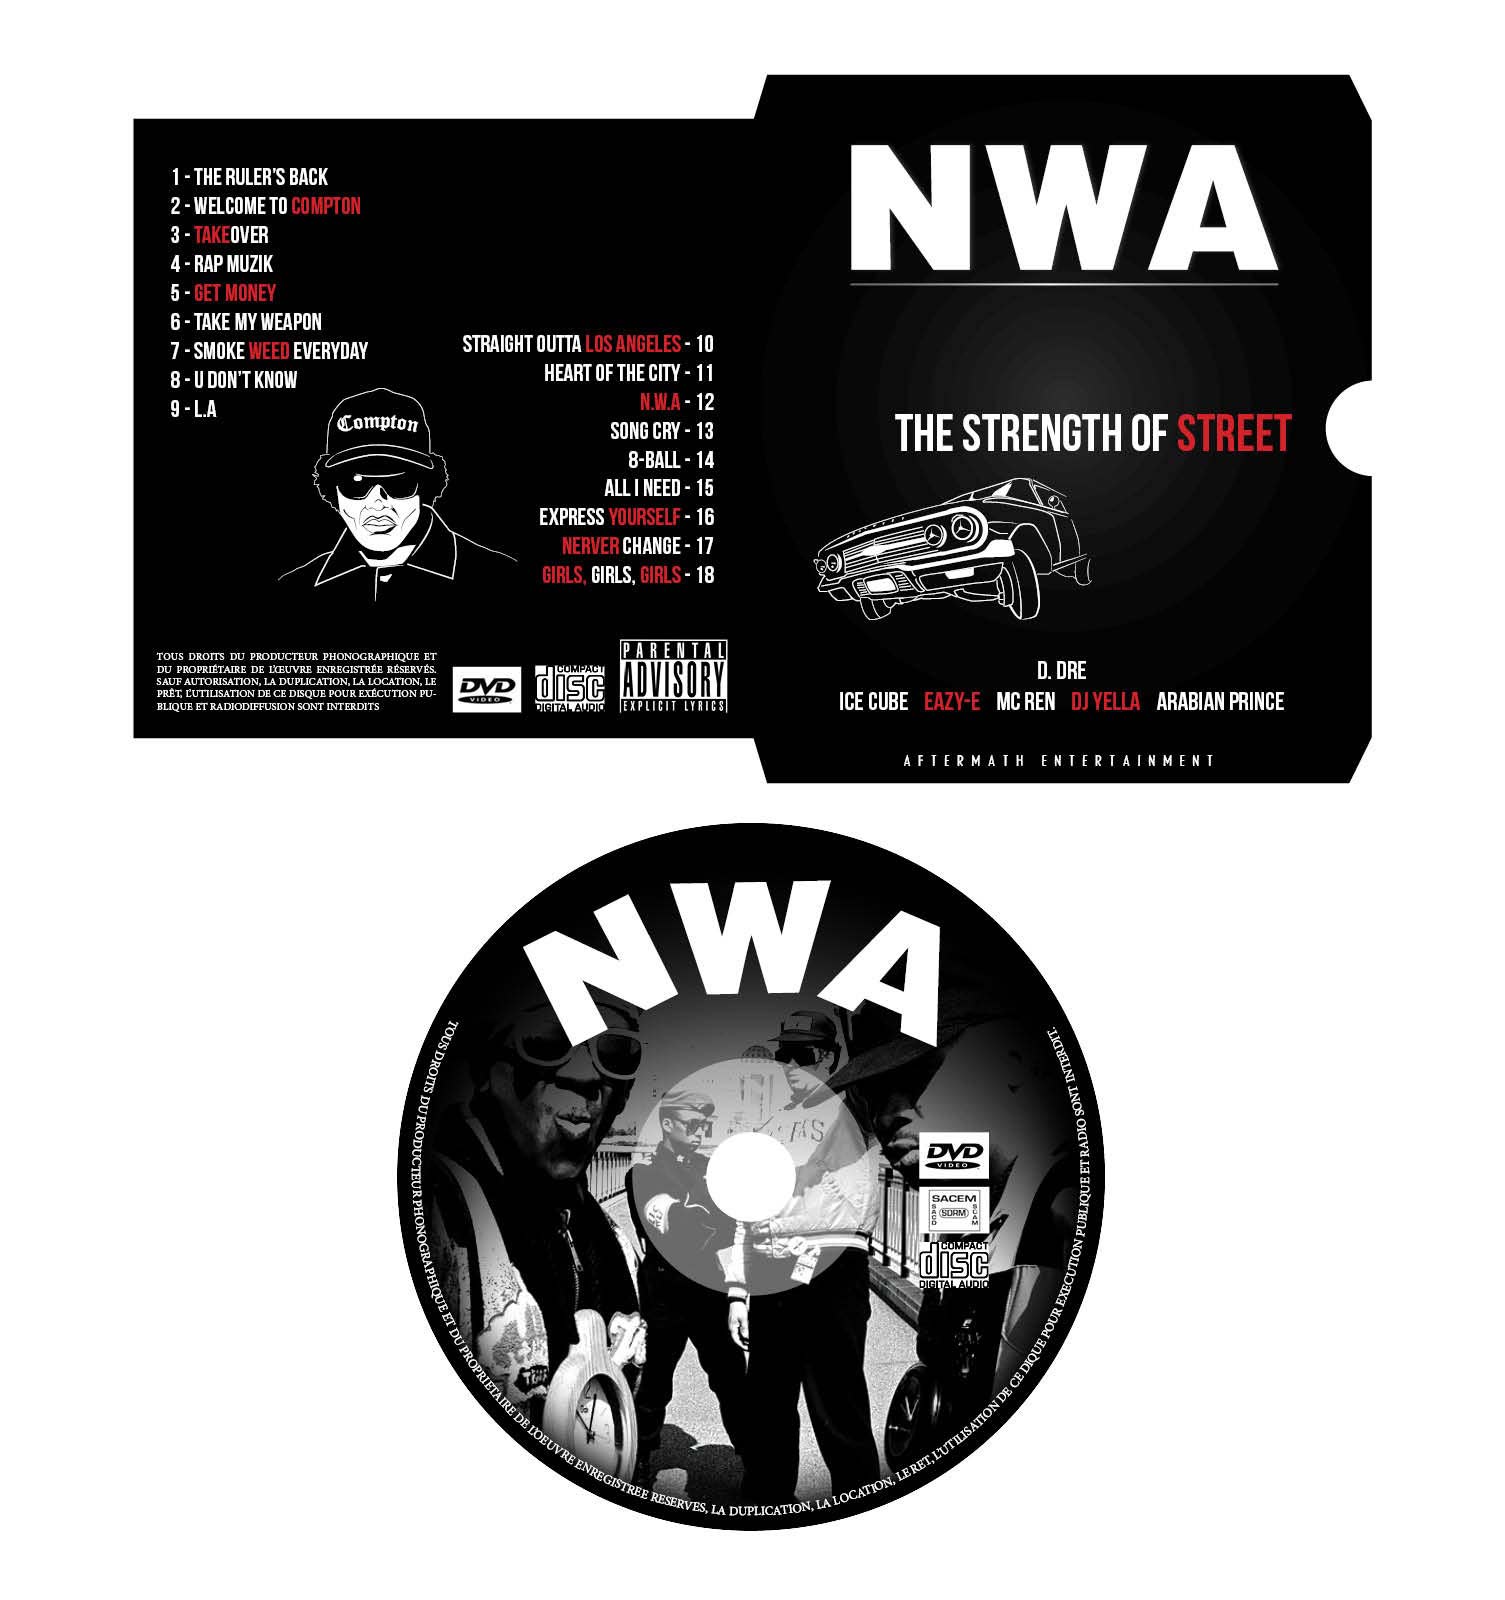 1 - THE RULER'S BACK
2 - WELCOME TO COMPTON
3 - TAKEOVER
4 - RAP MUZIK
5 - GET MONEY
6 - TAKE MY WEAPON
7 - SMOKE WEED EVERYDAY
8 - U DON'T KNOW
9 - L.A
Compton
STRAIGHT OUTTA LOS ANGELES - 10
HEART OF THE CITY - 11
N.W.A - 12
SONG CRY - 13
8-BALL - 14
ALL I NEED - 15
EXPRESS YOURSELF - 16
NERVER CHANGE - 17
GIRLS, GIRLS, GIRLS - 18
TOUS DROITS DU PRODUCTEUR PHONOGRAPHIQUE ET
DU PROPRIÉTAIRE DE L'ŒUVRE ENREGISTRÉE RÉSERVÉS.
SAUF AUTORISATION, LA DUPLICATION, LA LOCATION, LE
PRÊT, L'UTILISATION DE CE DISQUE POUR EXÉCUTION PU-
BLIQUE ET RADIODIFFUSION SONT INTERDITS
DVD
VIDEO
COMPACT
disc
DIGITAL AUDIO
PARENTAL
ADVISORY
EXPLICIT LYRICS
NWA
THE STRENGTH OF STREET
D. DRE
ICE CUBE EAZY-E MC REN DJ YELLA ARABIAN PRINCE
AFTERMATH ENTERTAINMENT
NWA
TOUS DROITS DU PRODUCTEUR PHONOGRAPHIQUE ET DU PROPRIETAIRE DE L'OEUVRE ENREGISTREE RESERVES, LA DUPLICATION, LA LOCATION, LE RET, L'UTILISATION DE CE DIQUE POUR EXECUTION PUBLIQUE ET RADIO SONT INTERDIT.
DVD
VIDEO
SACEM
SACD
SDRM
SGAM
COMPACT
disc
DIGITAL AUDIO